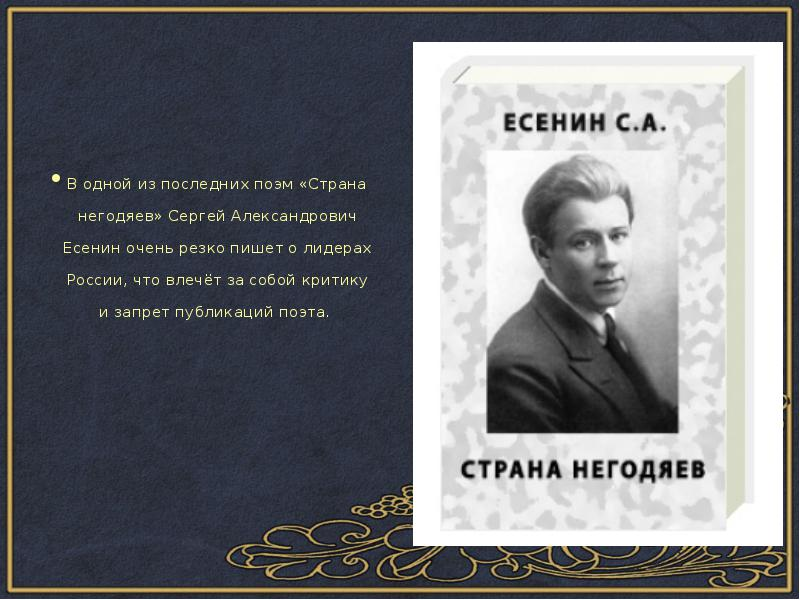 В одной из последних поэм «Страна
негодяев» Сергей Александрович
Есенин очень резко пишет о лидерах
России, что влечёт за собой критику
и запрет публикаций поэта.
ЕСЕНИН С.А.
СТРАНА НЕГОДЯЕВ